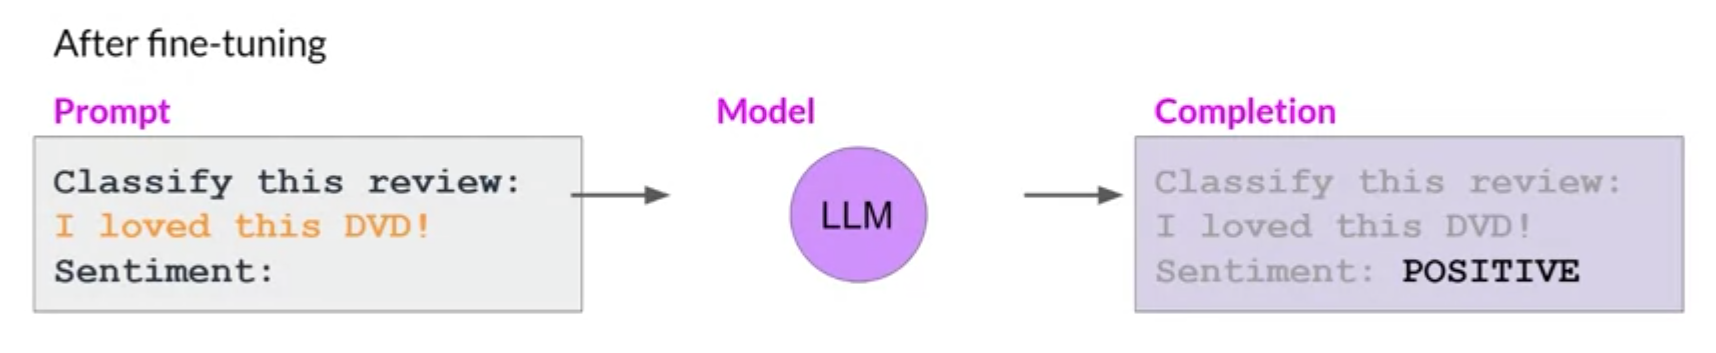 After fine-tuning
Prompt
Classify this review:
I loved this DVD!
Sentiment:
Model
LLM
Completion
Classify this review:
I loved this DVD!
Sentiment: POSITIVE